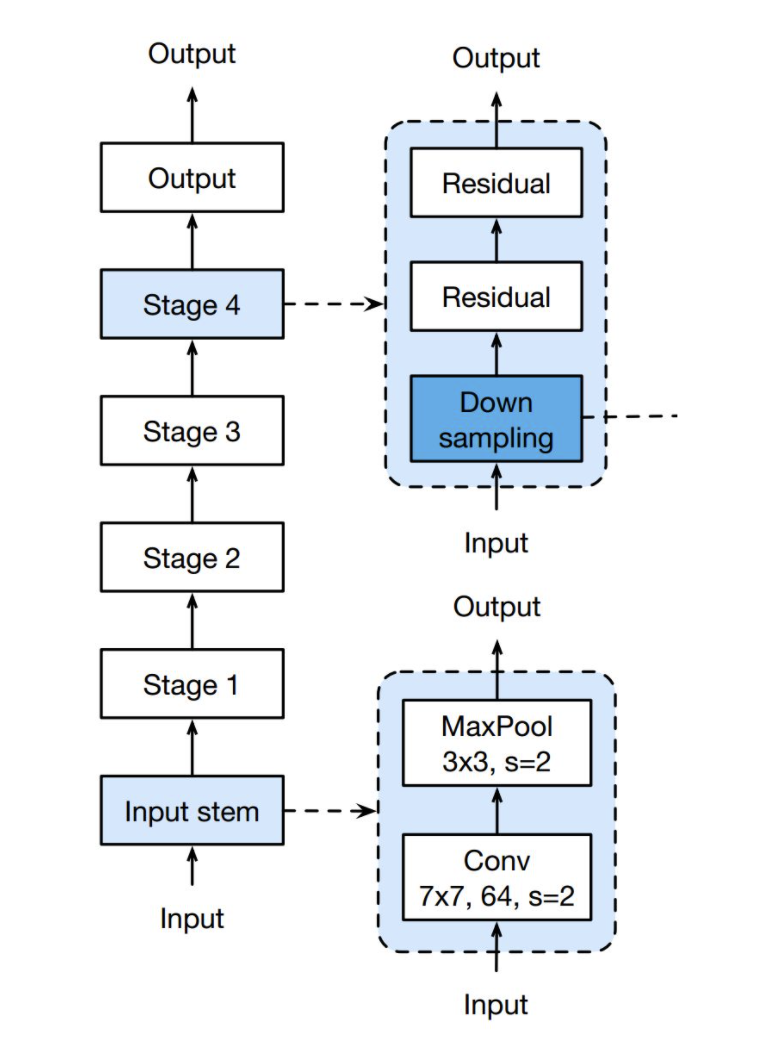 Output
Output
Stage 4
Stage 3
Stage 2
Stage 1
Input stem
Input
Output
Residual
Residual
Down
sampling
Input
Output
MaxPool
3x3, s=2
Conv
7x7, 64, s=2
Input